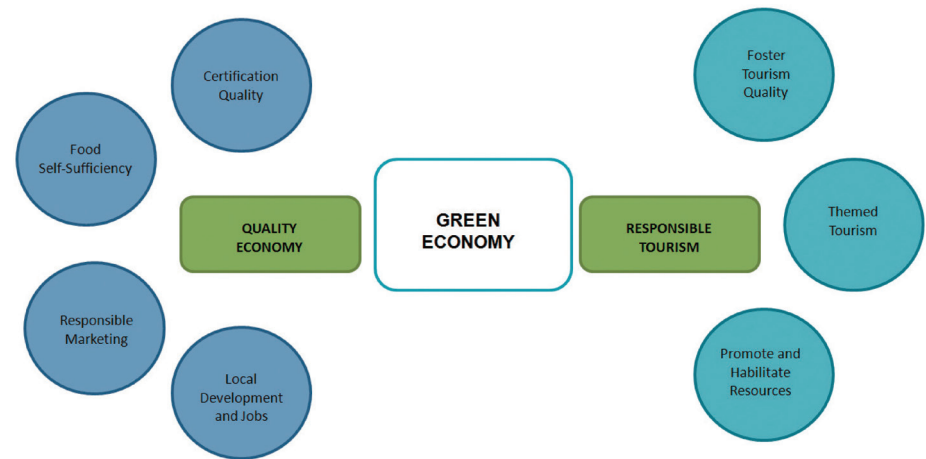 Certification
Quality
Food
Self-Sufficiency
QUALITY
ECONOMY
Responsible
Marketing
Local
Development
and Jobs
GREEN
ECONOMY
RESPONSIBLE
TOURISM
Foster
Tourism
Quality
Themed
Tourism
Promote and
Habilitate
Resources